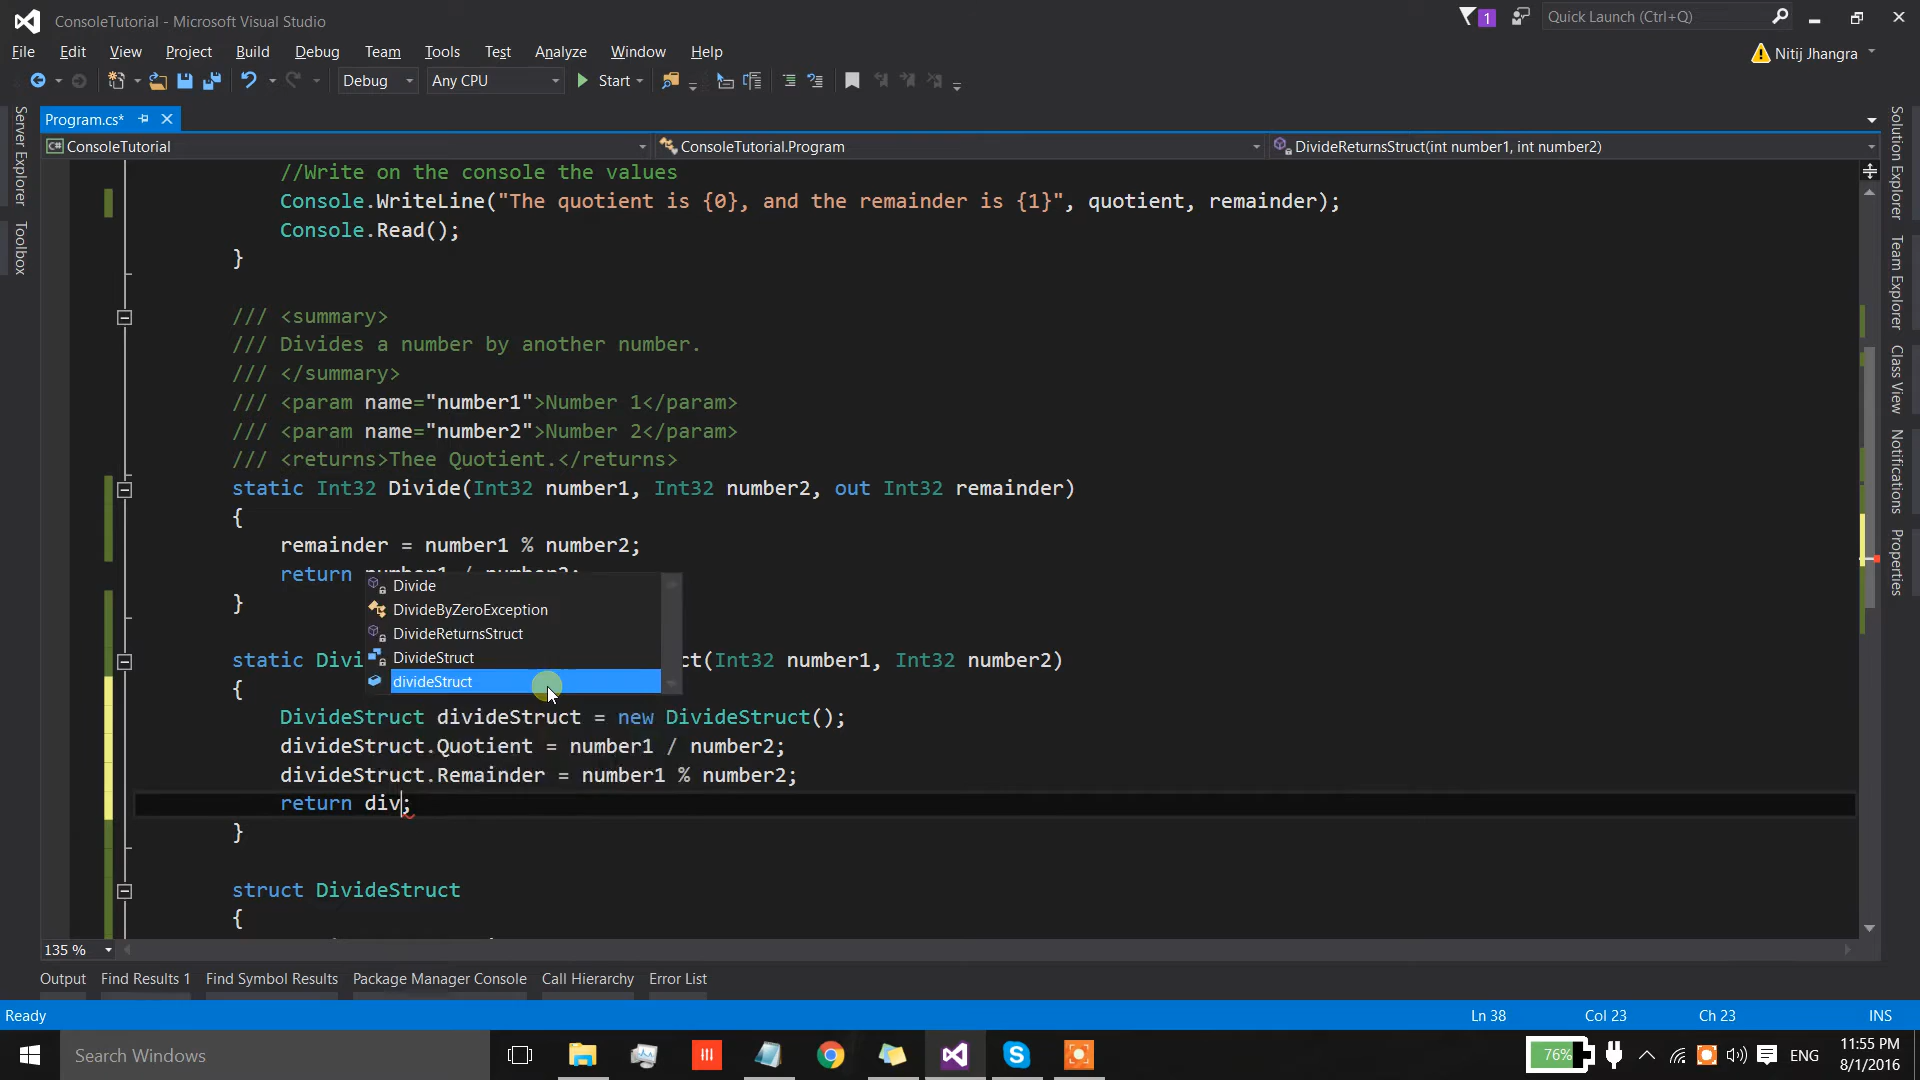 ConsoleTutorial - Microsoft Visual Studio
1
Quick Launch (Ctrl+Q)
File Edit View Project Build Debug Team Tools Test Analyze Window Help
Nitij Jhangra
Debug Any CPU Start
Server Explorer
Toolbox
Program.cs*
C# ConsoleTutorial ConsoleTutorial.Program DivideReturnsStruct(int number1, int number2)
//Write on the console the values
Console.WriteLine("The quotient is {0}, and the remainder is {1}", quotient, remainder);
Console.Read();
}
/// <summary>
/// Divides a number by another number.
/// </summary>
/// <param name="number1">Number 1</param>
/// <param name="number2">Number 2</param>
/// <returns>Thee Quotient.</returns>
static Int32 Divide(Int32 number1, Int32 number2, out Int32 remainder)
{
remainder = number1 % number2;
return number1 / number2;
}
Divide
DivideByZeroException
DivideReturnsStruct
DivideStruct
divideStruct
static Divi ct(Int32 number1, Int32 number2)
{
DivideStruct divideStruct = new DivideStruct();
divideStruct.Quotient = number1 / number2;
divideStruct.Remainder = number1 % number2;
return div;
}
struct DivideStruct
{
Solution Explorer
Team Explorer
Class View
Notifications
Properties
135 %
Output Find Results 1 Find Symbol Results Package Manager Console Call Hierarchy Error List
Ready Ln 38 Col 23 Ch 23 INS
Search Windows
76%
ENG
11:55 PM
8/1/2016